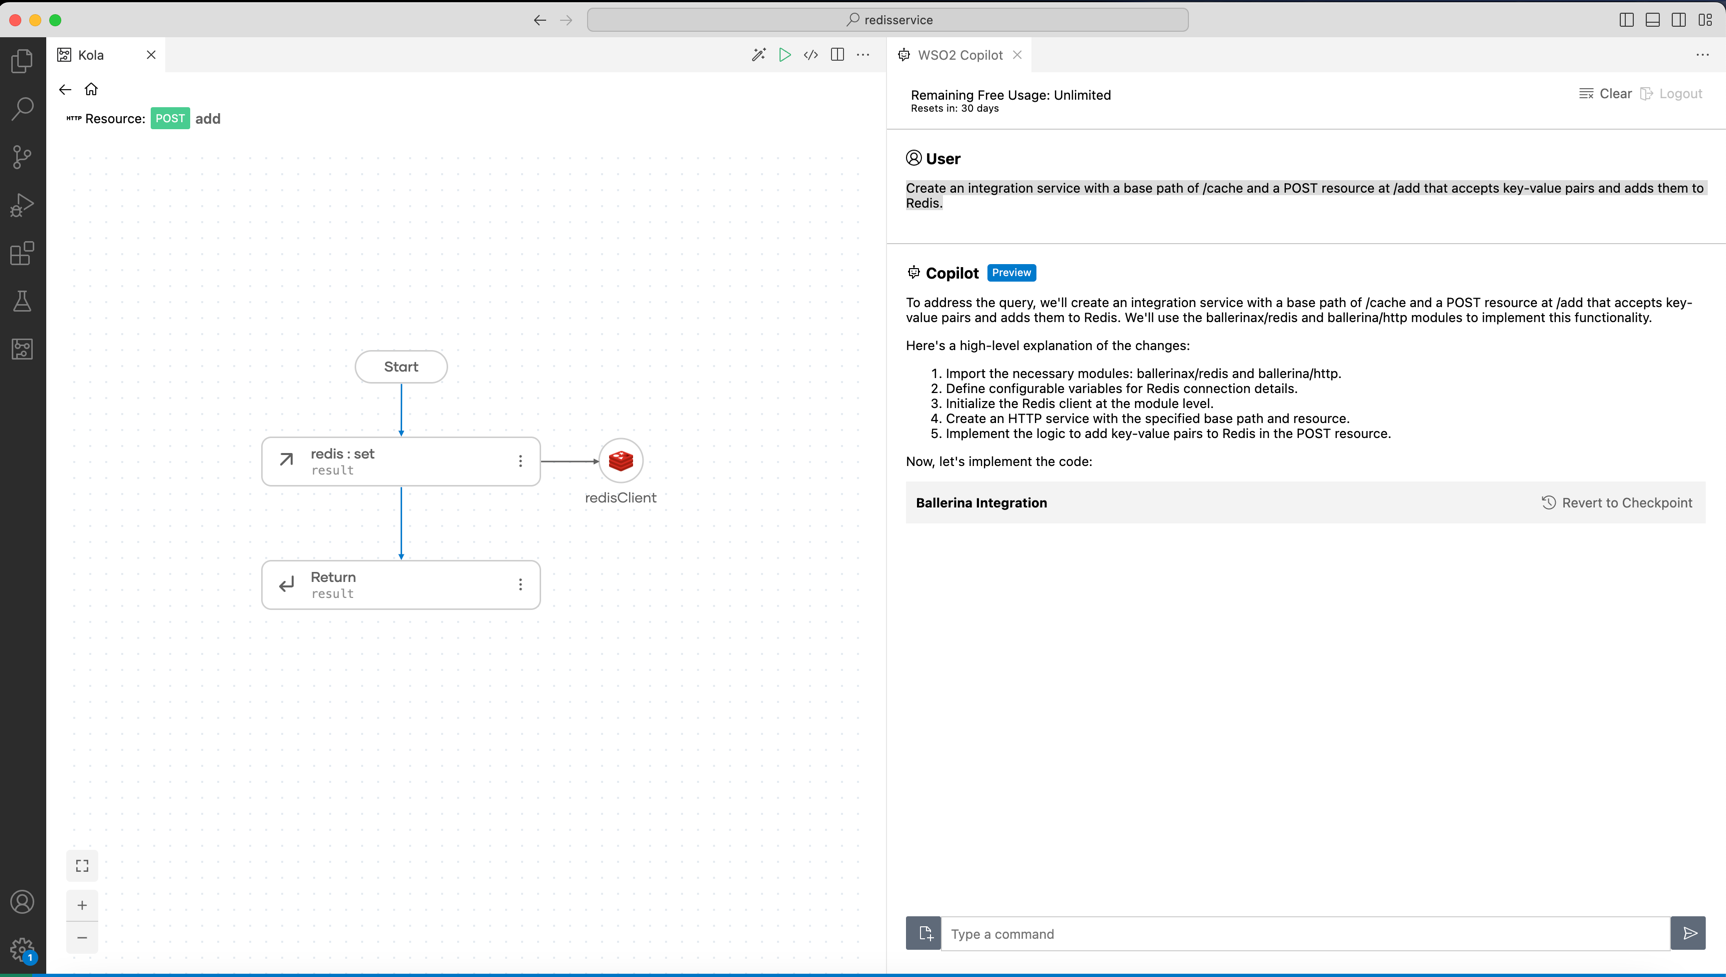 redisservice
Kola
HTTP Resource: POST add
Start
redis : set
result
redisClient
Return
result
1
WSO2 Copilot
Remaining Free Usage: Unlimited
Resets in: 30 days
Clear Logout
User
Create an integration service with a base path of /cache and a POST resource at /add that accepts key-value pairs and adds them to
Redis.
Copilot Preview
To address the query, we'll create an integration service with a base path of /cache and a POST resource at /add that accepts key-
value pairs and adds them to Redis. We'll use the ballerinax/redis and ballerina/http modules to implement this functionality.
Here's a high-level explanation of the changes:
1. Import the necessary modules: ballerinax/redis and ballerina/http.
2. Define configurable variables for Redis connection details.
3. Initialize the Redis client at the module level.
4. Create an HTTP service with the specified base path and resource.
5. Implement the logic to add key-value pairs to Redis in the POST resource.
Now, let's implement the code:
Ballerina Integration Revert to Checkpoint
Type a command